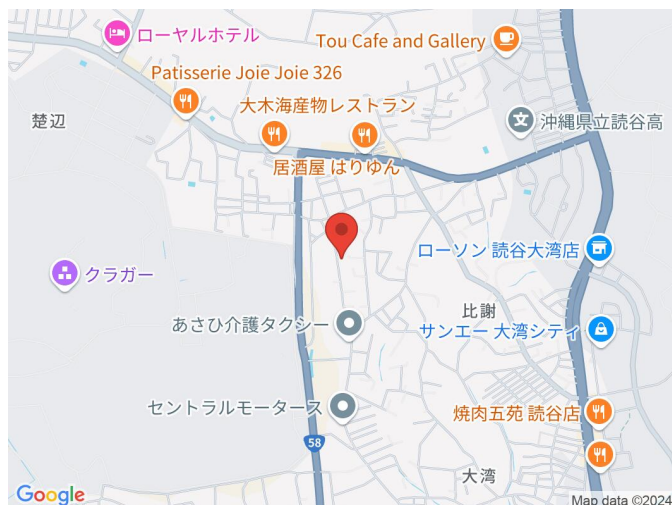 ローヤルホテル
Tou Cafe and Gallery
Patisserie Joie Joie 326
楚辺
大木海産物レストラン
沖縄県立読谷高
居酒屋 はりゆん
ローソン 読谷大湾店
クラガー
比謝
あさひ介護タクシー
サンエー 大湾シティ
セントラルモータース
焼肉五苑 読谷店
58
大湾
Google
Map data ©2024